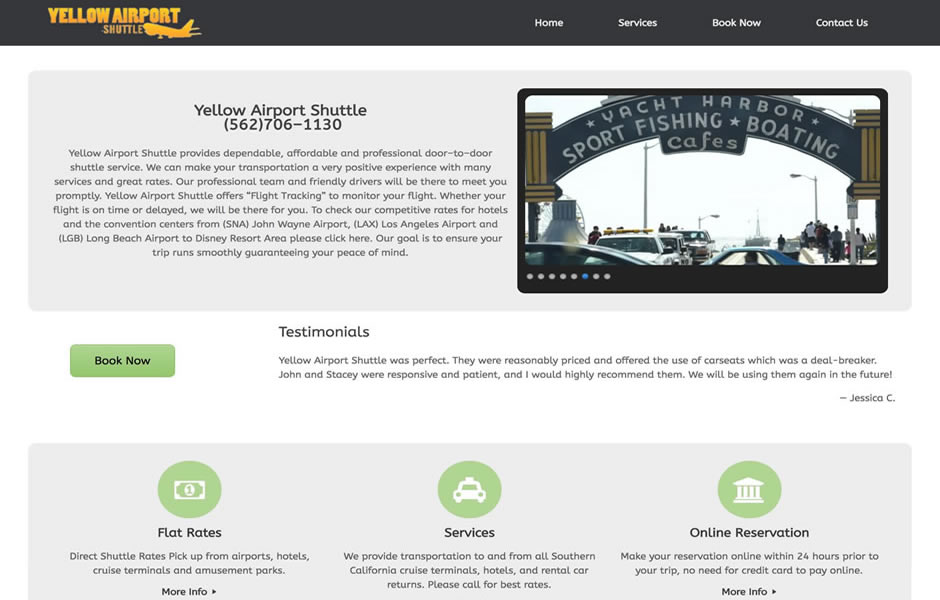 YELLOW AIRPORT
SHUTTLE
Home
Services
Book Now
Contact Us
Yellow Airport Shuttle
(562)706–1130
Yellow Airport Shuttle provides dependable, affordable and professional door–to–door
shuttle service. We can make your transportation a very positive experience with many
services and great rates. Our professional team and friendly drivers will be there to meet you
promptly. Yellow Airport Shuttle offers “Flight Tracking” to monitor your flight. Whether your
flight is on time or delayed, we will be there for you. To check our competitive rates for hotels
and the convention centers from (SNA) John Wayne Airport, (LAX) Los Angeles Airport and
(LGB) Long Beach Airport to Disney Resort Area please click here. Our goal is to ensure your
trip runs smoothly guaranteeing your peace of mind.
YACHT HARBOR
SPORT FISHING ★ BOATING
Cafes
Book Now
Testimonials
Yellow Airport Shuttle was perfect. They were reasonably priced and offered the use of carseats which was a deal-breaker.
John and Stacey were responsive and patient, and I would highly recommend them. We will be using them again in the future!
— Jessica C.
1
Flat Rates
Direct Shuttle Rates Pick up from airports, hotels,
cruise terminals and amusement parks.
More Info
Services
We provide transportation to and from all Southern
California cruise terminals, hotels, and rental car
returns. Please call for best rates.
Online Reservation
Make your reservation online within 24 hours prior to
your trip, no need for credit card to pay online.
More Info